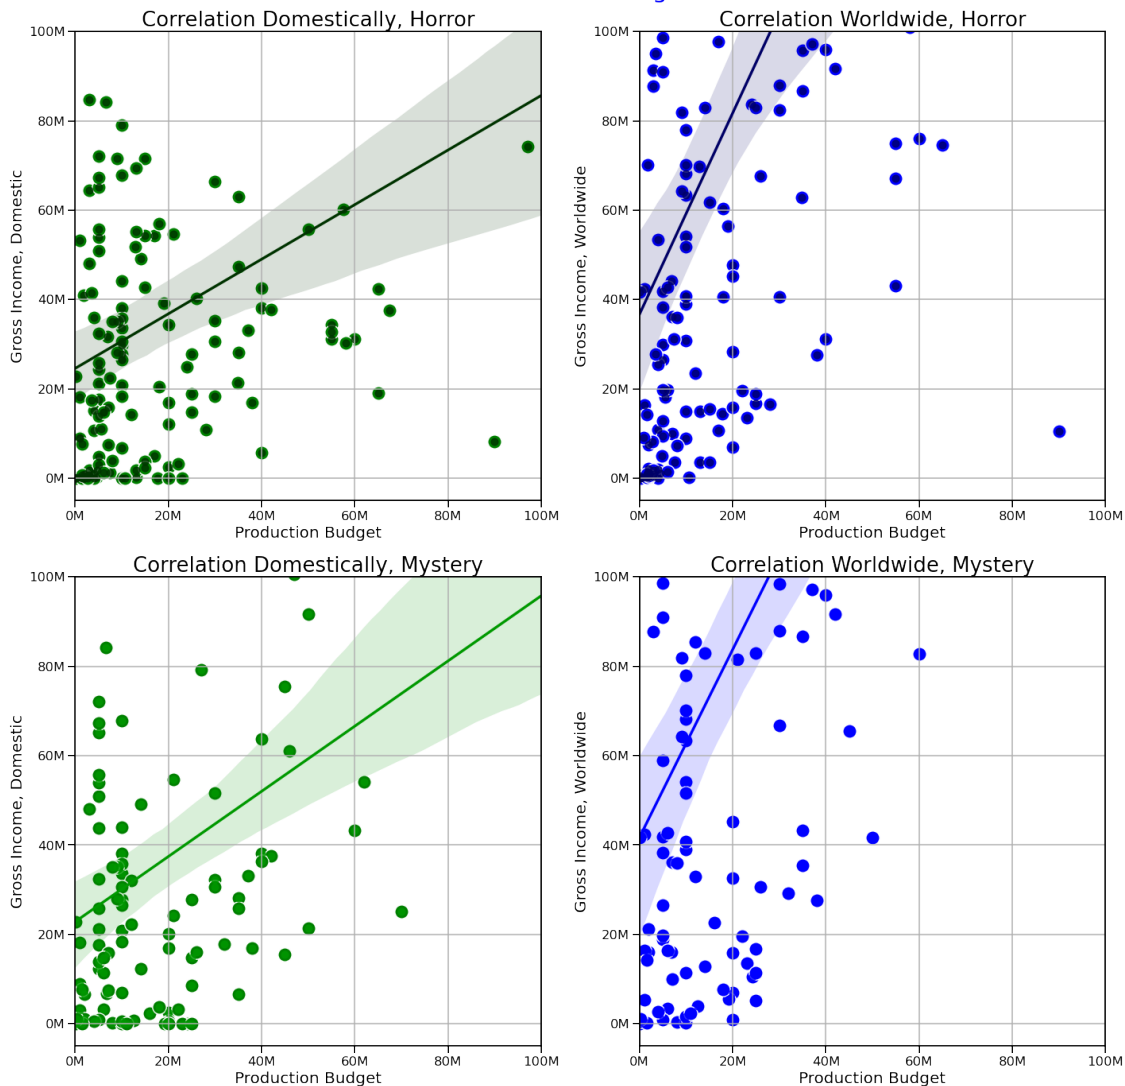 Correlation Domestically, Horror
100M
80M
60M
40M
20M
0M
Gross Income, Domestic
0M 20M 40M 60M 80M 100M
Production Budget
Correlation Worldwide, Horror
100M
80M
60M
40M
20M
0M
Gross Income, Worldwide
0M 20M 40M 60M 80M 100M
Production Budget
Correlation Domestically, Mystery
100M
80M
60M
40M
20M
0M
Gross Income, Domestic
0M 20M 40M 60M 80M 100M
Production Budget
Correlation Worldwide, Mystery
100M
80M
60M
40M
20M
0M
Gross Income, Worldwide
0M 20M 40M 60M 80M 100M
Production Budget